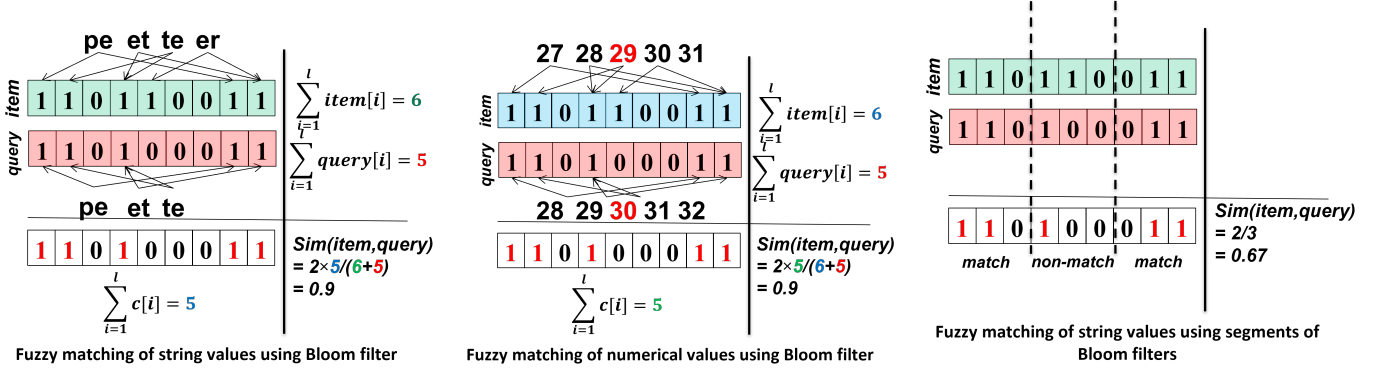 pe et te er
item 1 1 0 1 1 0 0 1 1
∑ l i=1 item[i] = 6
query 1 1 0 1 0 0 0 1 1
∑ l i=1 query[i] = 5
pe et te
1 1 0 1 0 0 0 1 1
Sim(item,query)
= 2×5/(6+5)
= 0.9
∑ l i=1 c[i] = 5
Fuzzy matching of string values using Bloom filter
27 28 29 30 31
item 1 1 0 1 1 0 0 1 1
∑ l i=1 item[i] = 6
query 1 1 0 1 0 0 0 1 1
∑ l i=1 query[i] = 5
28 29 30 31 32
1 1 0 1 0 0 0 1 1
Sim(item,query)
= 2×5/(6+5)
= 0.9
∑ l i=1 c[i] = 5
Fuzzy matching of numerical values using Bloom filter
item 1 1 0 1 1 0 0 1 1
query 1 1 0 1 0 0 0 1 1
1 1 0 1 0 0 0 1 1
match non-match match
Sim(item,query)
= 2/3
= 0.67
Fuzzy matching of string values using segments of
Bloom filters